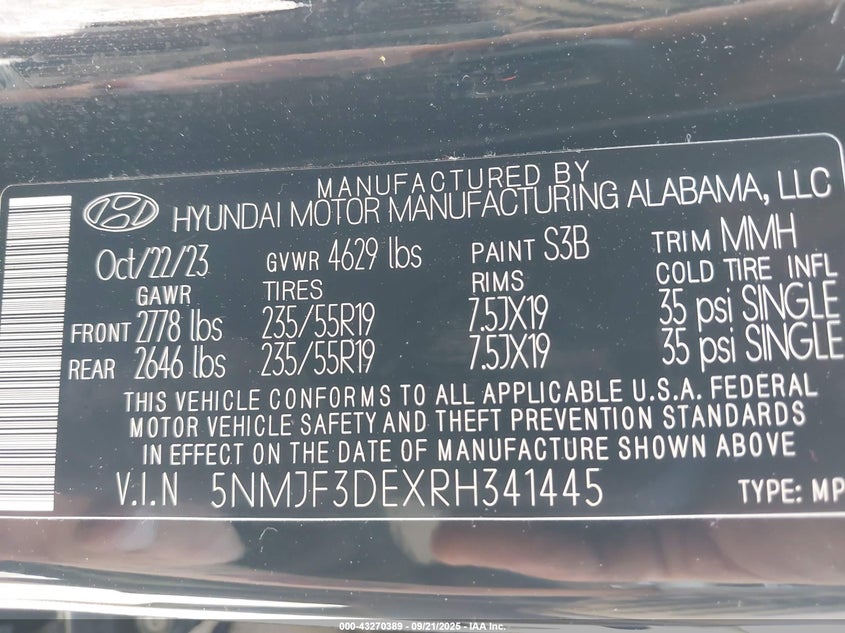 MANUFACTURED BY
HYUNDAI MOTOR MANUFACTURING ALABAMA, LLC
Oct/22/23 GVWR 4629 lbs PAINT S3B TRIM MMH
GAWR TIRES RIMS COLD TIRE INFL
FRONT 2778 lbs 235/55R19 7.5JX19 35 psi SINGLE
REAR 2646 lbs 235/55R19 7.5JX19 35 psi SINGLE
THIS VEHICLE CONFORMS TO ALL APPLICABLE U.S.A. FEDERAL
MOTOR VEHICLE SAFETY AND THEFT PREVENTION STANDARDS
IN EFFECT ON THE DATE OF MANUFACTURE SHOWN ABOVE
V.I.N 5NMJF3DEXRH341445 TYPE: MP
000-43270389 - 09/21/2025 - IAA Inc.